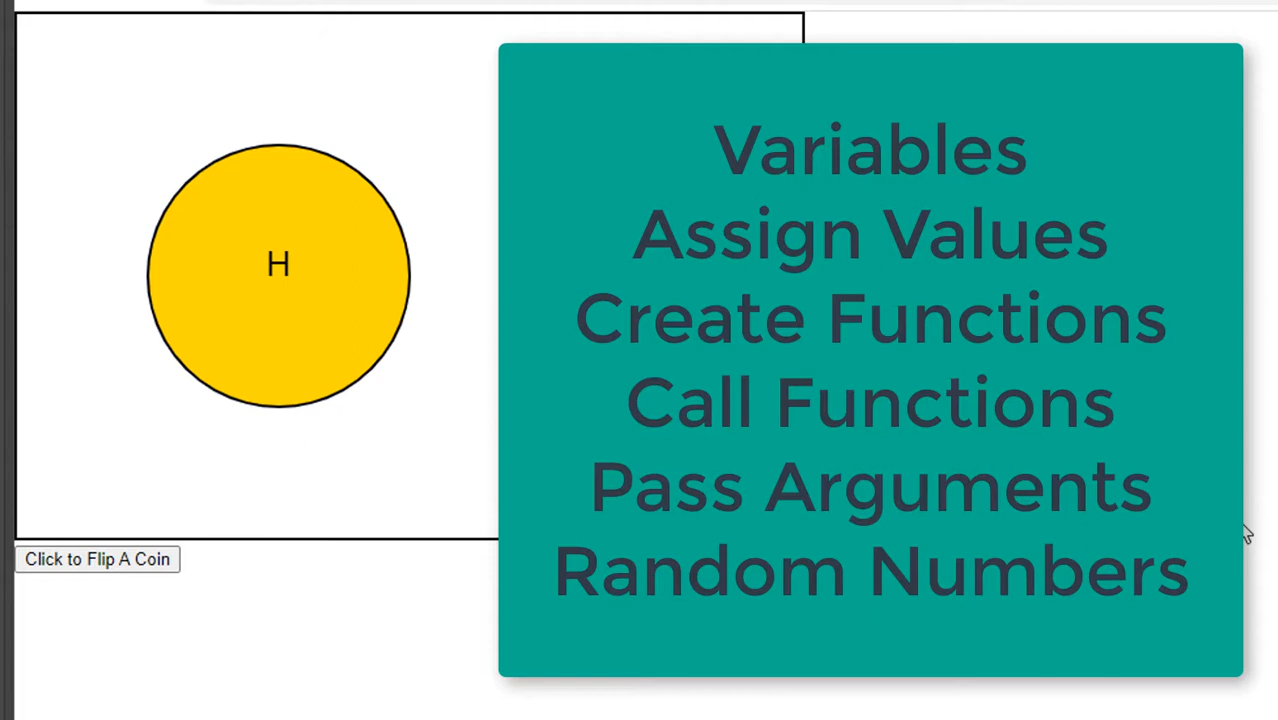 H
Click to Flip A Coin
Variables
Assign Values
Create Functions
Call Functions
Pass Arguments
Random Numbers